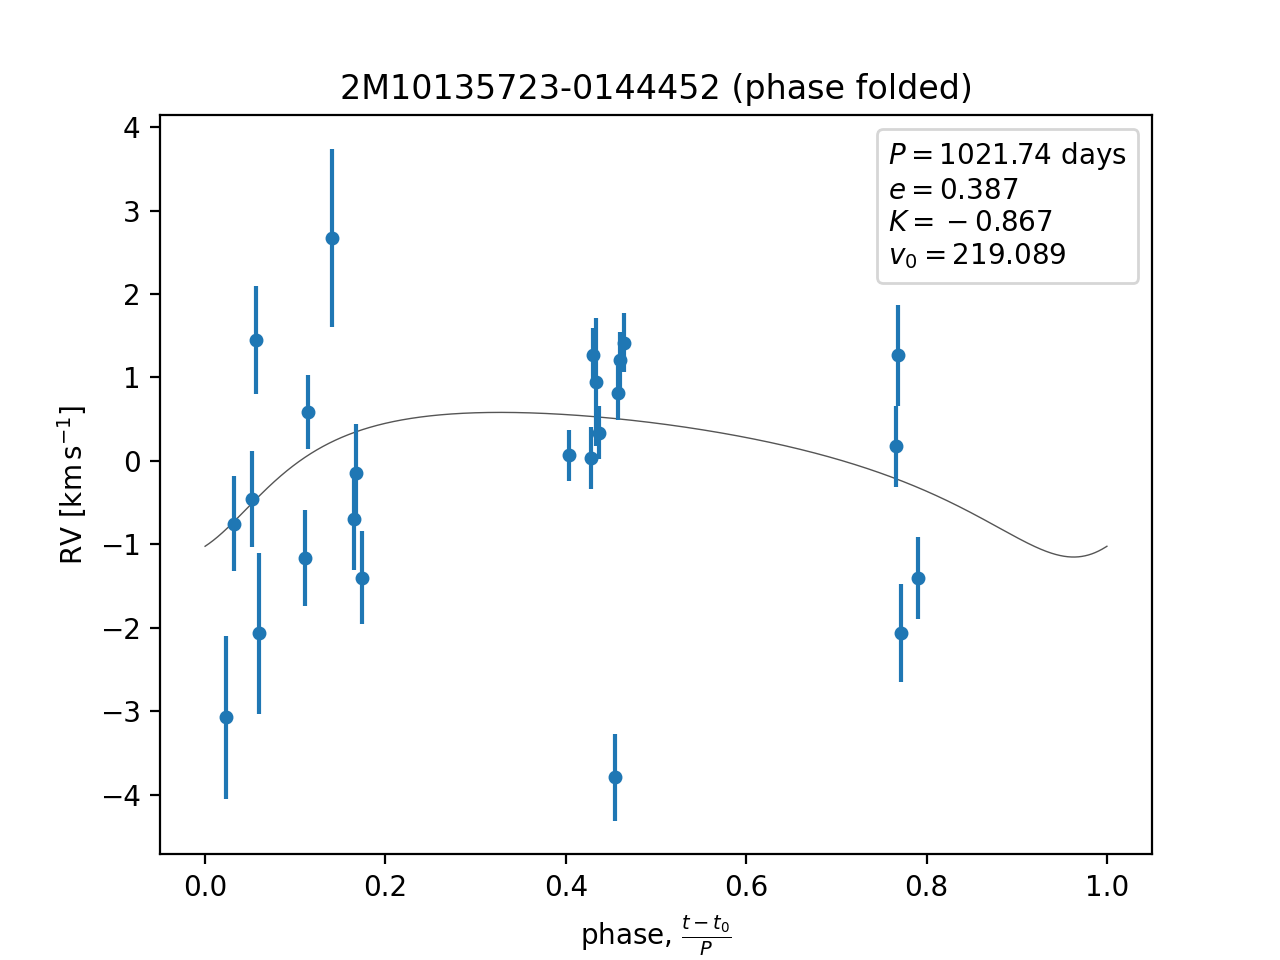 2M10135723-0144452 (phase folded)
P = 1021.74 days
e = 0.387
K = −0.867
v₀ = 219.089
4
3
2
1
0
−1
−2
−3
−4
RV [km s⁻¹]
0.0 0.2 0.4 0.6 0.8 1.0
phase, (t − t₀)/P